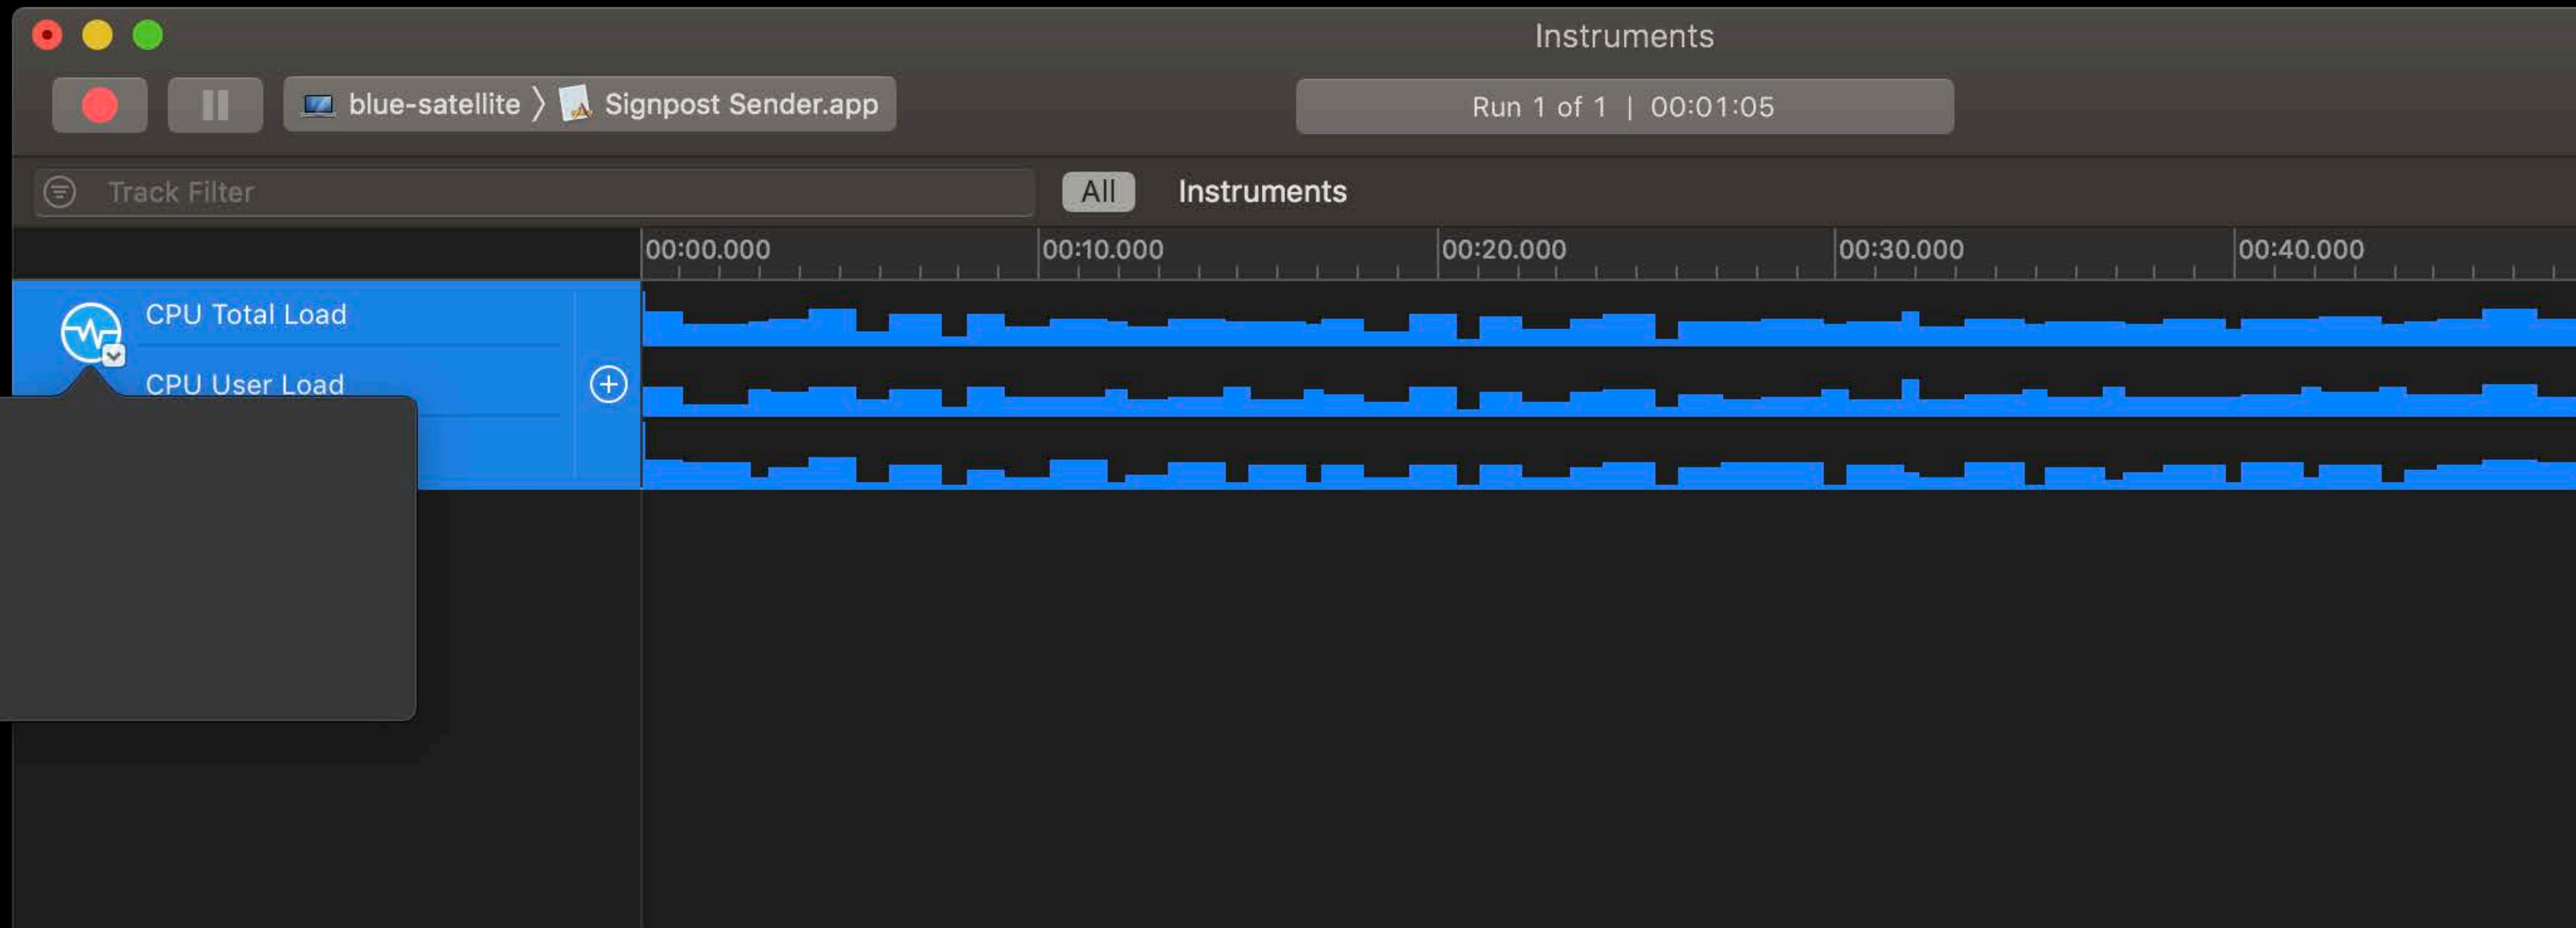 Instruments
blue-satellite 〉 Signpost Sender.app
Run 1 of 1 | 00:01:05
Track Filter
All Instruments
00:00.000 00:10.000 00:20.000 00:30.000 00:40.000
CPU Total Load
CPU User Load